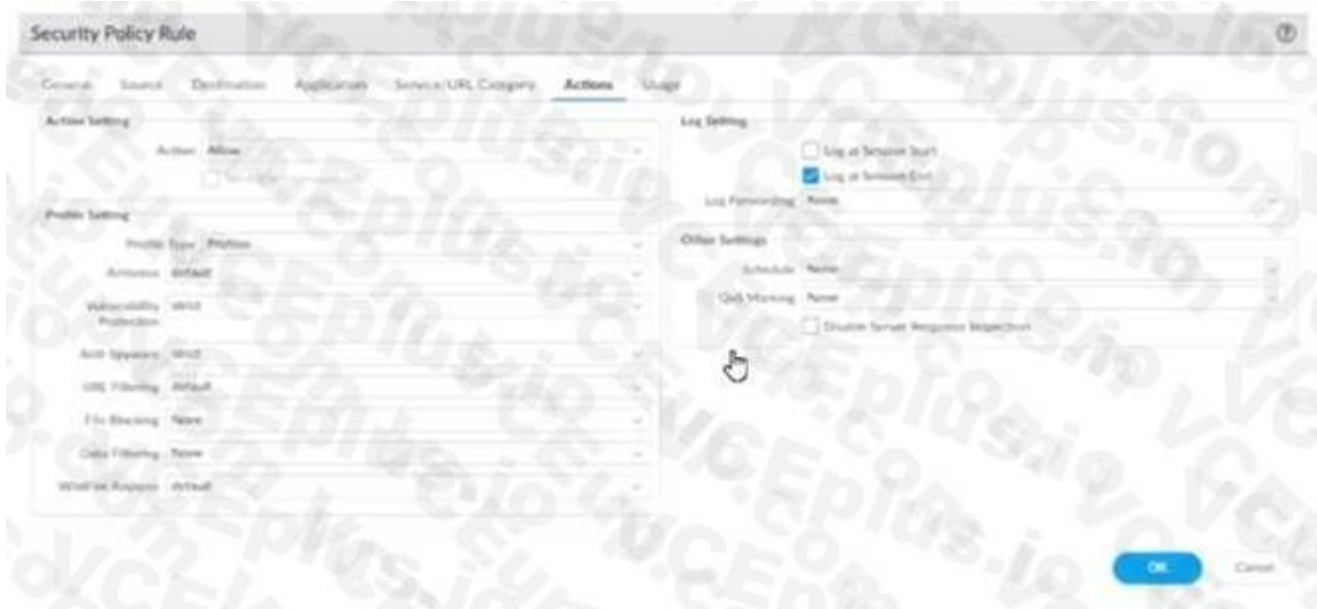 Security Policy Rule
General Source Destination Application Service/URL Category Actions Usage
Action Setting
Action Allow
Profile Setting
Profile Type Profiles
Antivirus default
Vulnerability Protection strict
Anti-Spyware strict
URL Filtering default
File Blocking None
Data Filtering None
WildFire Analysis default
Log Setting
Log at Session Start
Log at Session End
Log Forwarding None
Other Settings
Schedule None
QoS Marking None
Disable Server Response Inspection
OK Cancel
VCEplus.io